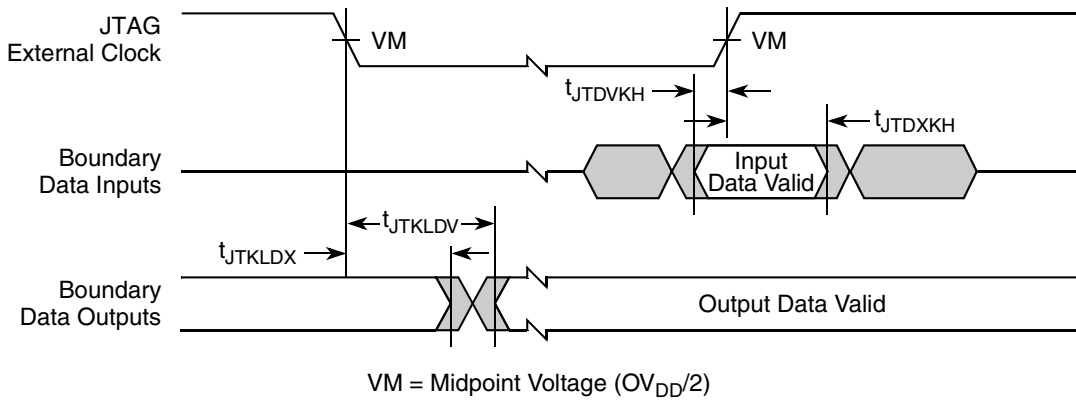 JTAG
External Clock
VM
VM
tJTDVKH
tJTDXKH
Boundary
Data Inputs
Input
Data Valid
tJTKLDV
tJTKLDX
Boundary
Data Outputs
Output Data Valid
VM = Midpoint Voltage (OVDD/2)